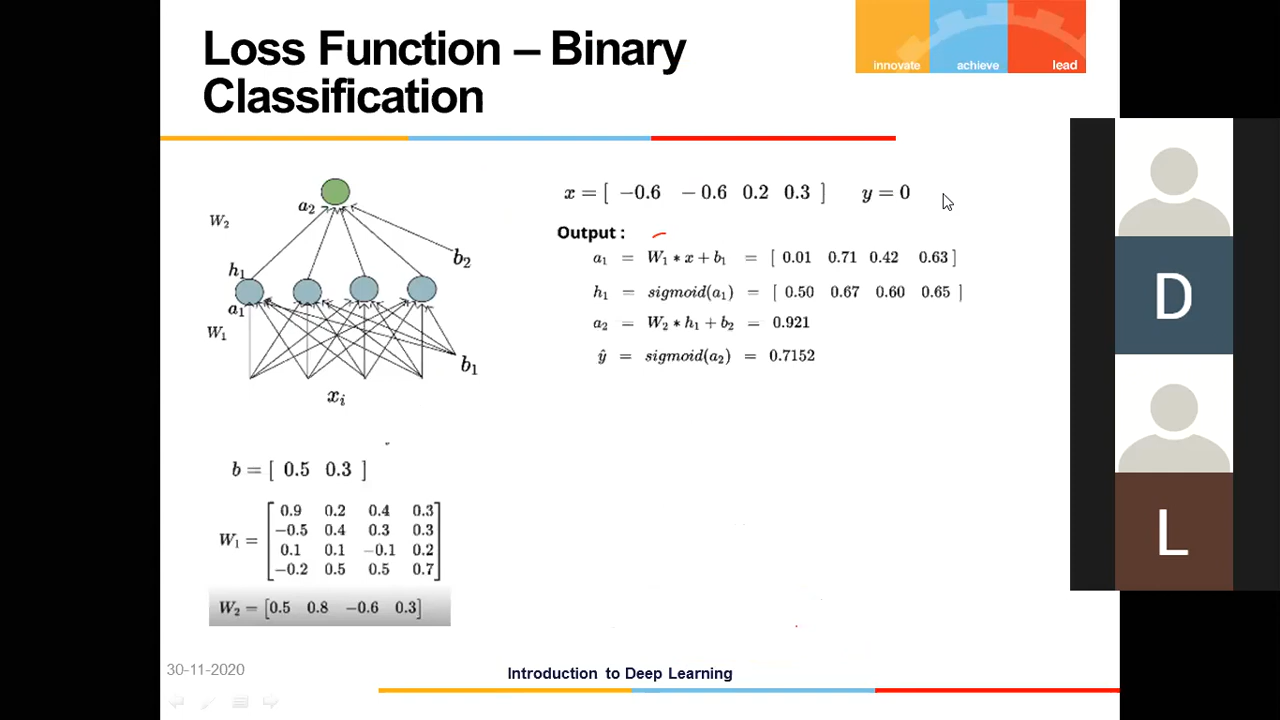 Loss Function – Binary
Classification
innovate achieve lead
W₂
a₂
b₂
h₁
a₁
W₁
b₁
xᵢ
x = [ −0.6 − 0.6 0.2 0.3 ] y = 0
Output :
a₁ = W₁ ∗ x + b₁ = [ 0.01 0.71 0.42 0.63 ]
h₁ = sigmoid(a₁) = [ 0.50 0.67 0.60 0.65 ]
a₂ = W₂ ∗ h₁ + b₂ = 0.921
ŷ = sigmoid(a₂) = 0.7152
b = [ 0.5 0.3 ]
W₁ =
0.9 0.2 0.4 0.3
−0.5 0.4 0.3 0.3
0.1 0.1 −0.1 0.2
−0.2 0.5 0.5 0.7
W₂ = [0.5 0.8 −0.6 0.3]
D
L
30-11-2020
Introduction to Deep Learning